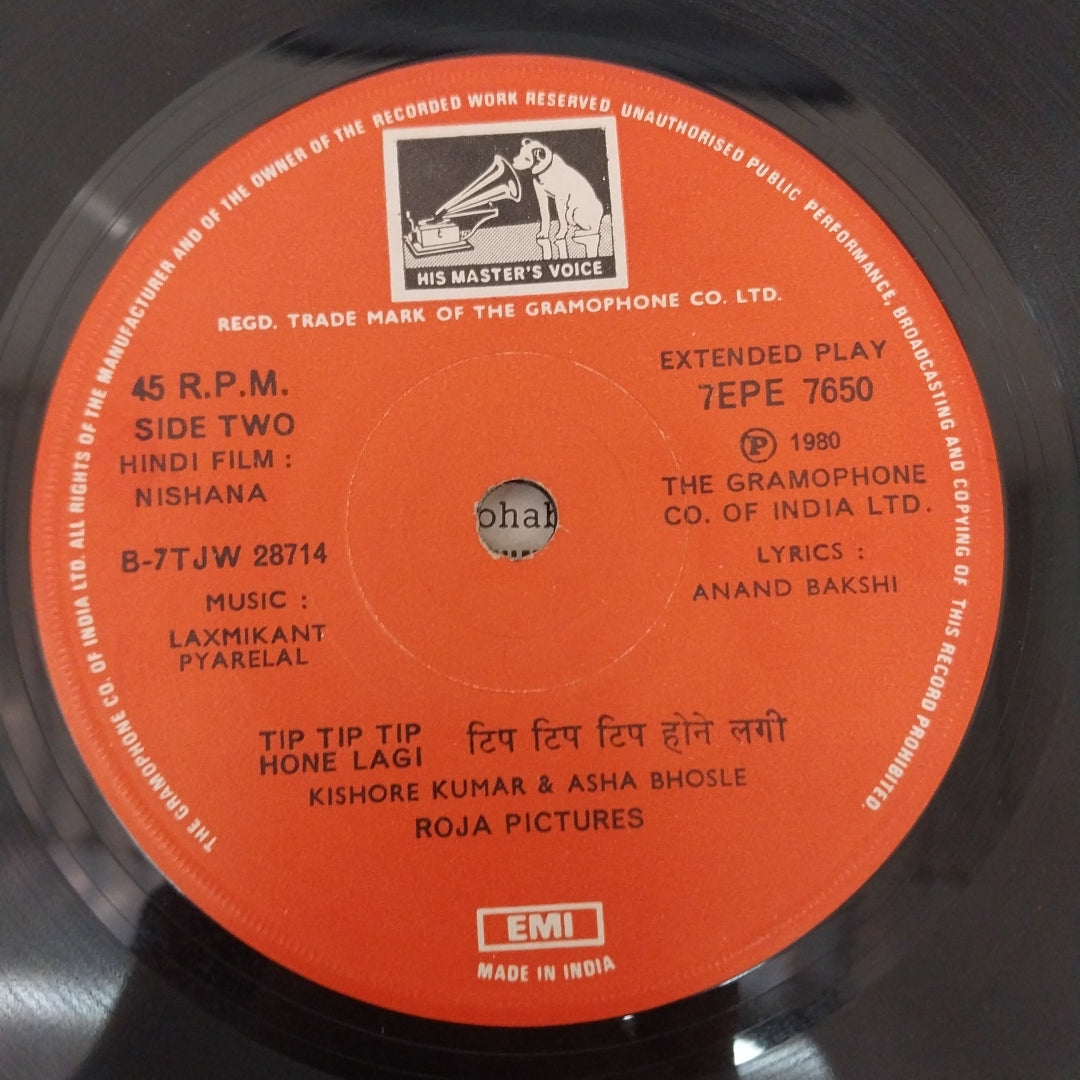 THE GRAMOPHONE CO. OF INDIA LTD. ALL RIGHTS OF THE MANUFACTURER AND OF THE OWNER OF THE RECORDED WORK RESERVED. UNAUTHORISED PUBLIC PERFORMANCE, BROADCASTING AND COPYING OF THIS RECORD PROHIBITED.
HIS MASTER'S VOICE
REGD. TRADE MARK OF THE GRAMOPHONE CO. LTD.
45 R.P.M.
SIDE TWO
HINDI FILM :
NISHANA
B-7TJW 28714
MUSIC :
LAXMIKANT
PYARELAL
EXTENDED PLAY
7EPE 7650
Ⓟ 1980
THE GRAMOPHONE
CO. OF INDIA LTD.
LYRICS :
ANAND BAKSHI
TIP TIP TIP
HONE LAGI
टिप टिप टिप होने लगी
KISHORE KUMAR & ASHA BHOSLE
ROJA PICTURES
EMI
MADE IN INDIA